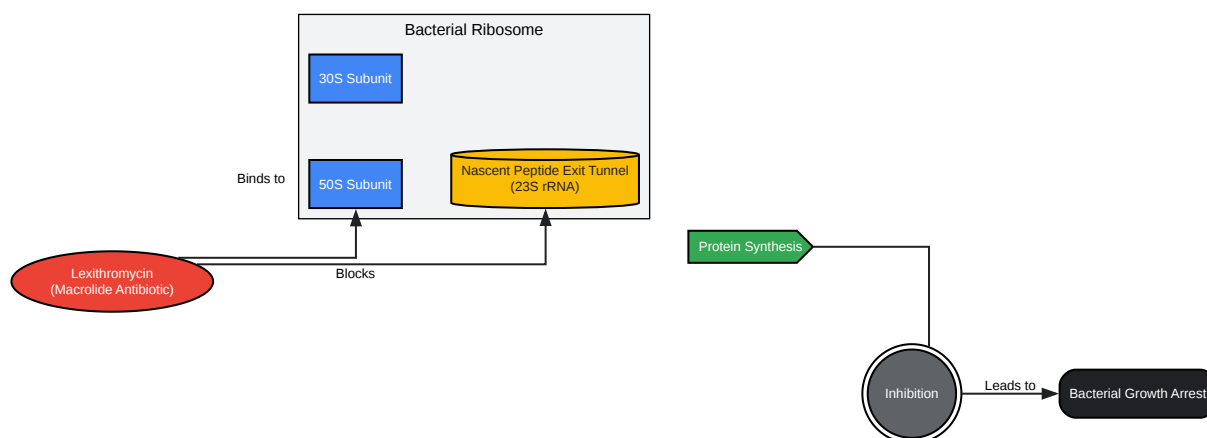 Bacterial Ribosome
30S Subunit
Binds to
50S Subunit
Nascent Peptide Exit Tunnel
(23S rRNA)
Protein Synthesis
Lexithromycin
(Macrolide Antibiotic)
Blocks
Inhibition
Leads to
Bacterial Growth Arrest